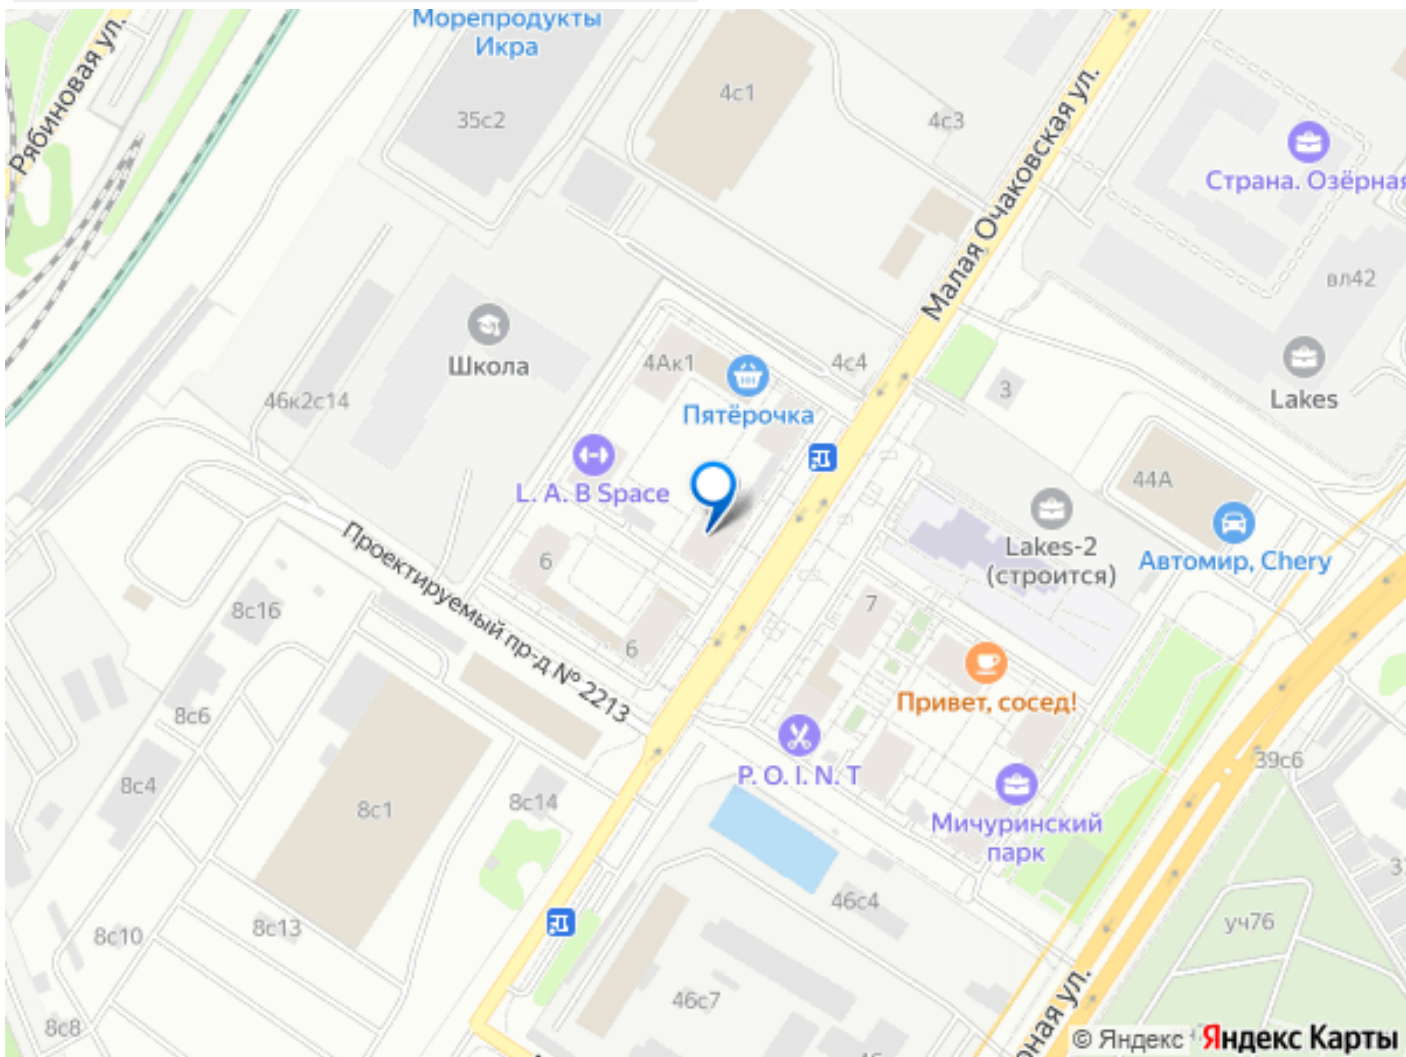 Морепродукты
Икра
Рябиновая ул.
35с2
4с1
4с3
Малая Очаковская ул.
Страна. Озёрная
вл42
Школа
4Ак1
4с4
3
Lakes
46к2с14
Пятёрочка
L. A. B Space
44А
Lakes-2
(строится)
Автомир, Chery
Проектируемый пр-д № 2213
6
7
8с16
6
Привет, сосед!
8с6
P. O. I. N. T
39с6
8с4
8с1
8с14
Мичуринский
парк
46с4
8с10
8с13
уч76
46с7
8с8
рная ул.
© Яндекс Яндекс Карты